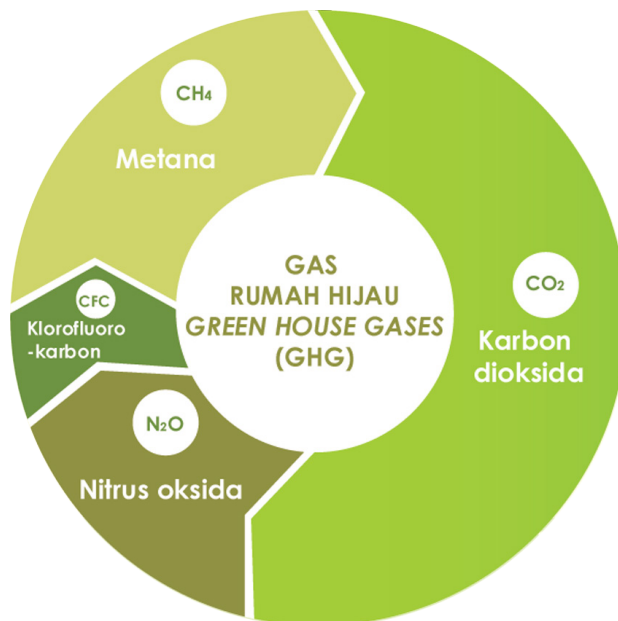 CH₄
Metana
GAS
RUMAH HIJAU
GREEN HOUSE GASES
(GHG)
CO₂
Karbon
dioksida
CFC
Klorofluoro
-karbon
N₂O
Nitrus oksida